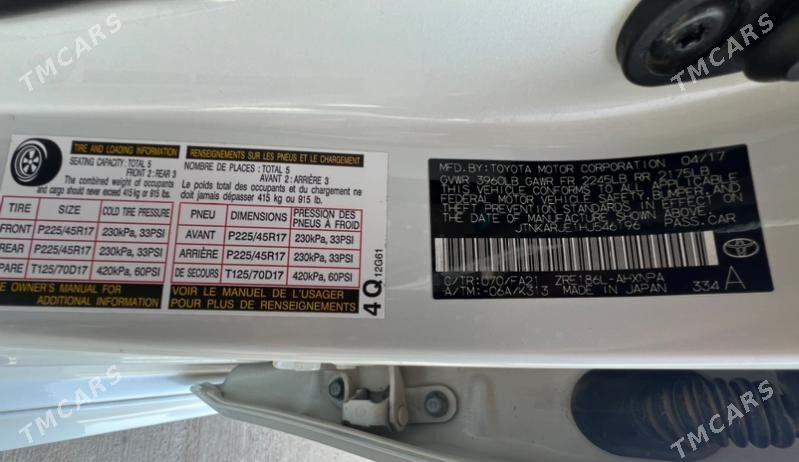 TMCARS
TMCARS
TIRE AND LOADING INFORMATION
SEATING CAPACITY: TOTAL 5
FRONT : 2 REAR : 3
The combined weight of occupants
and cargo should never exceed 415 kg or 915 lb.
TIRE SIZE COLD TIRE PRESSURE
FRONT P225/45R17 230kPa, 33PSI
REAR P225/45R17 230kPa, 33PSI
PARE T125/70D17 420kPa, 60PSI
E OWNER'S MANUAL FOR
ADDITIONAL INFORMATION
RENSEIGNEMENTS SUR LES PNEUS ET LE CHARGEMENT
NOMBRE DE PLACES : TOTAL 5
AVANT 2 : ARRIÈRE 3
Le poids total des occupants et du chargement ne
doit jamais dépasser 415 kg ou 915 lb.
PNEU DIMENSIONS PRESSION DES PNEUS À FROID
AVANT P225/45R17 230kPa, 33PSI
ARRIÈRE P225/45R17 230kPa, 33PSI
DE SECOURS T125/70D17 420kPa, 60PSI
VOIR LE MANUEL DE L'USAGER
POUR PLUS DE RENSEIGNEMENTS
4Q 12G61
MFD. BY: TOYOTA MOTOR CORPORATION 04/17
GVWR 3960LB GAWR FR 2245LB RR 2175LB
THIS VEHICLE CONFORMS TO ALL APPLICABLE
FEDERAL MOTOR VEHICLE SAFETY, BUMPER, AND
THEFT PREVENTION STANDARDS IN EFFECT ON
THE DATE OF MANUFACTURE SHOWN ABOVE.
JTNKARJE1HJ546196 PASS. CAR
TOYOTA
C/TR: 070/FA21 ZRE186L-AHXNPA
A/TM: -06A/K313 MADE IN JAPAN 334 A
TMCARS
TMCARS
TMCARS